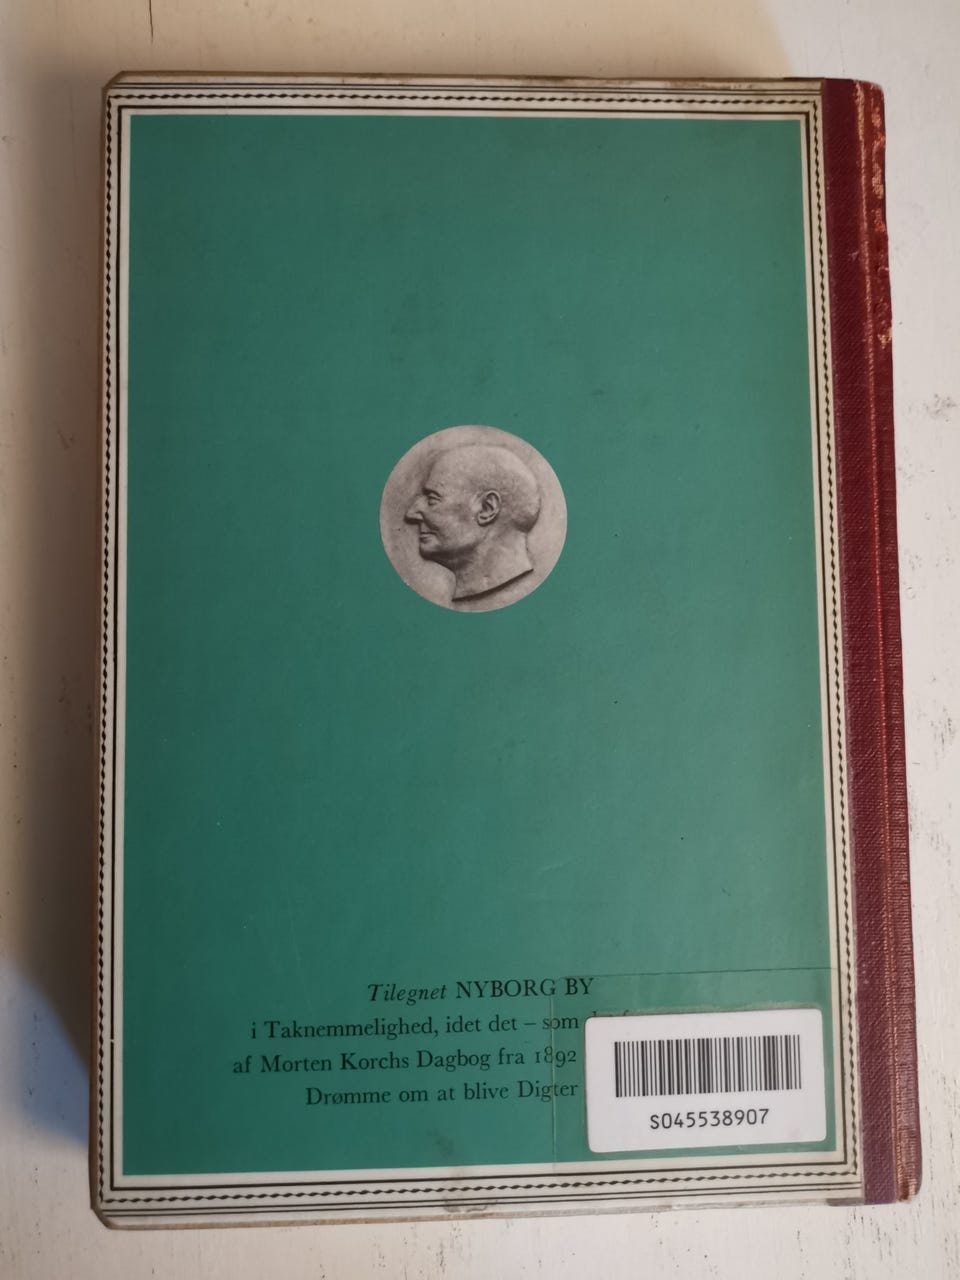 Tilegnet NYBORG BY
i Taknemmelighed, idet det – som
af Morten Korchs Dagbog fra 1892
Drømme om at blive Digter
S045538907